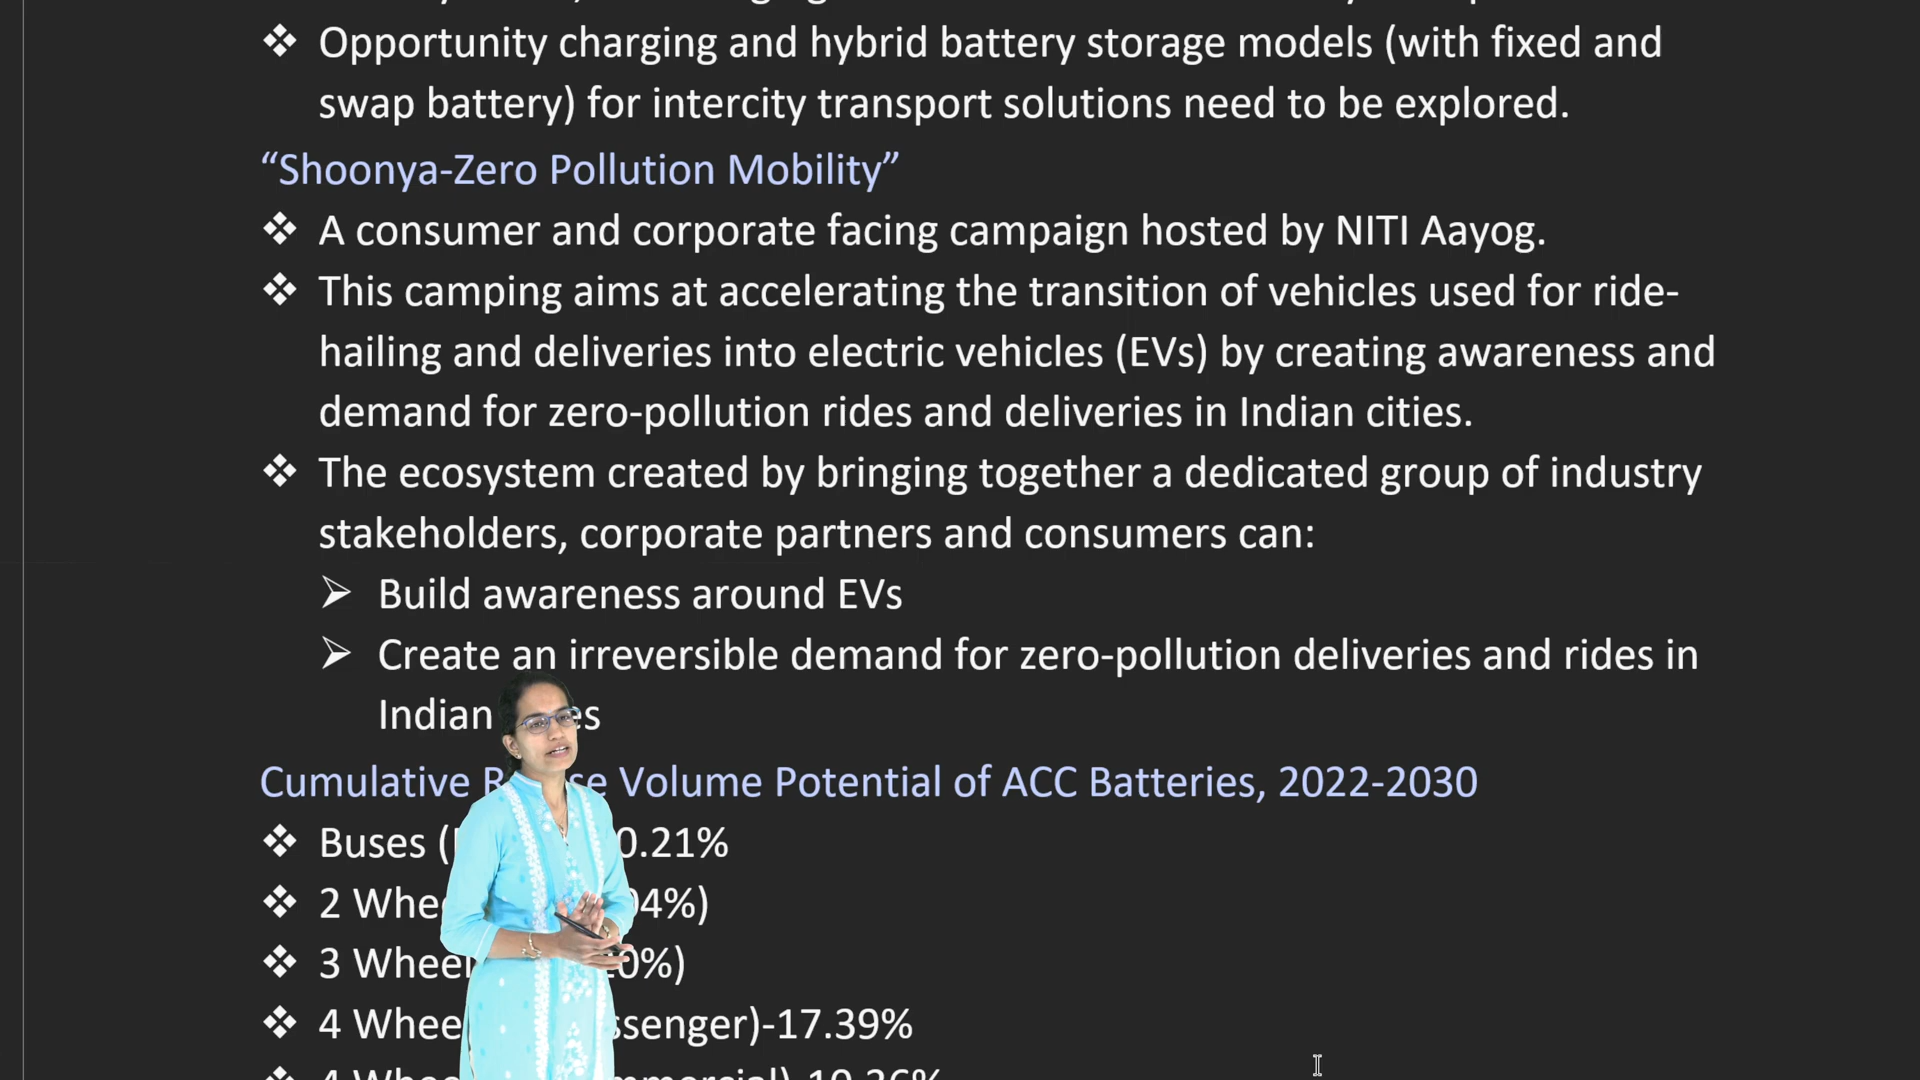 ❖ Opportunity charging and hybrid battery storage models (with fixed and
swap battery) for intercity transport solutions need to be explored.
“Shoonya-Zero Pollution Mobility”
❖ A consumer and corporate facing campaign hosted by NITI Aayog.
❖ This camping aims at accelerating the transition of vehicles used for ride-
hailing and deliveries into electric vehicles (EVs) by creating awareness and
demand for zero-pollution rides and deliveries in Indian cities.
❖ The ecosystem created by bringing together a dedicated group of industry
stakeholders, corporate partners and consumers can:
➢ Build awareness around EVs
➢ Create an irreversible demand for zero-pollution deliveries and rides in
Indian
Cumulative Volume Potential of ACC Batteries, 2022-2030
❖ Buses 0.21%
❖ 2 04%)
❖ 3 0%)
❖ 4 17.39%